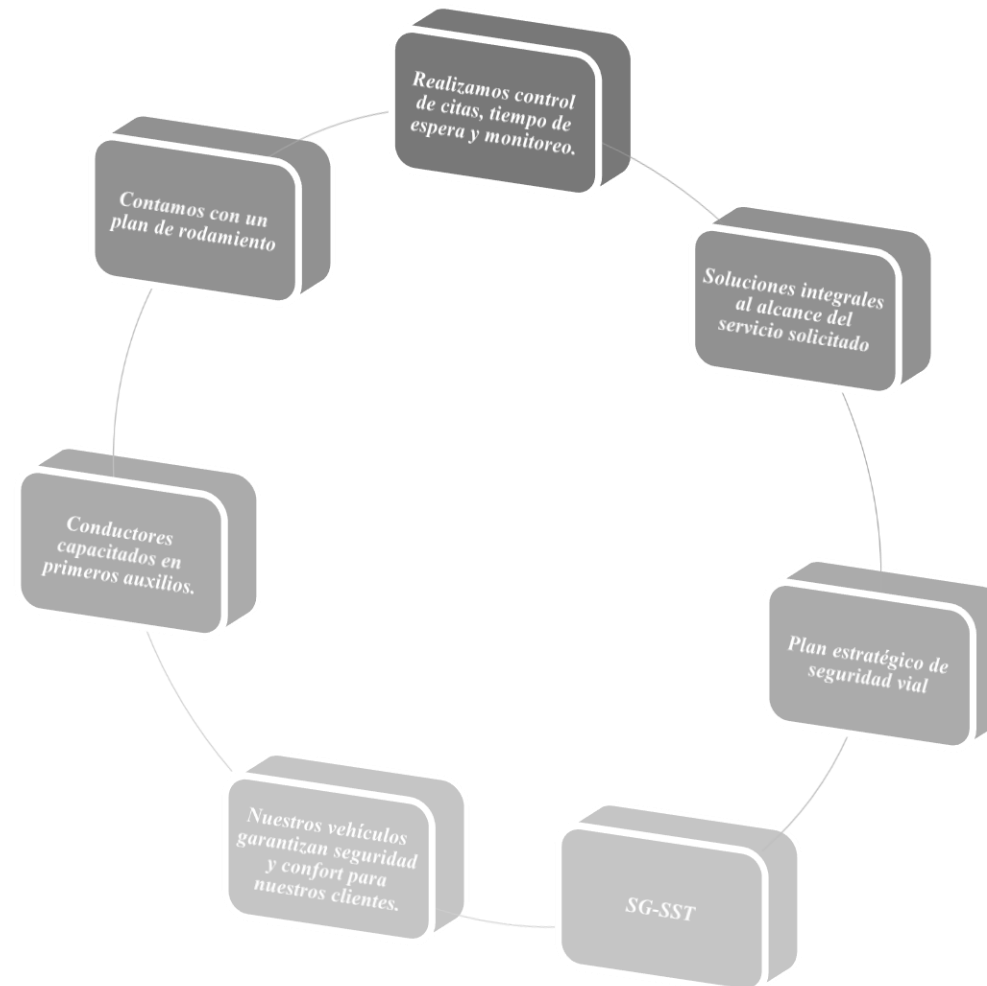 Realizamos control
de citas, tiempo de
espera y monitoreo.
Soluciones integrales
al alcance del
servicio solicitado
Plan estratégico de
seguridad vial
SG-SST
Nuestros vehículos
garantizan seguridad
y confort para
nuestros clientes.
Conductores
capacitados en
primeros auxilios.
Contamos con un
plan de rodamiento